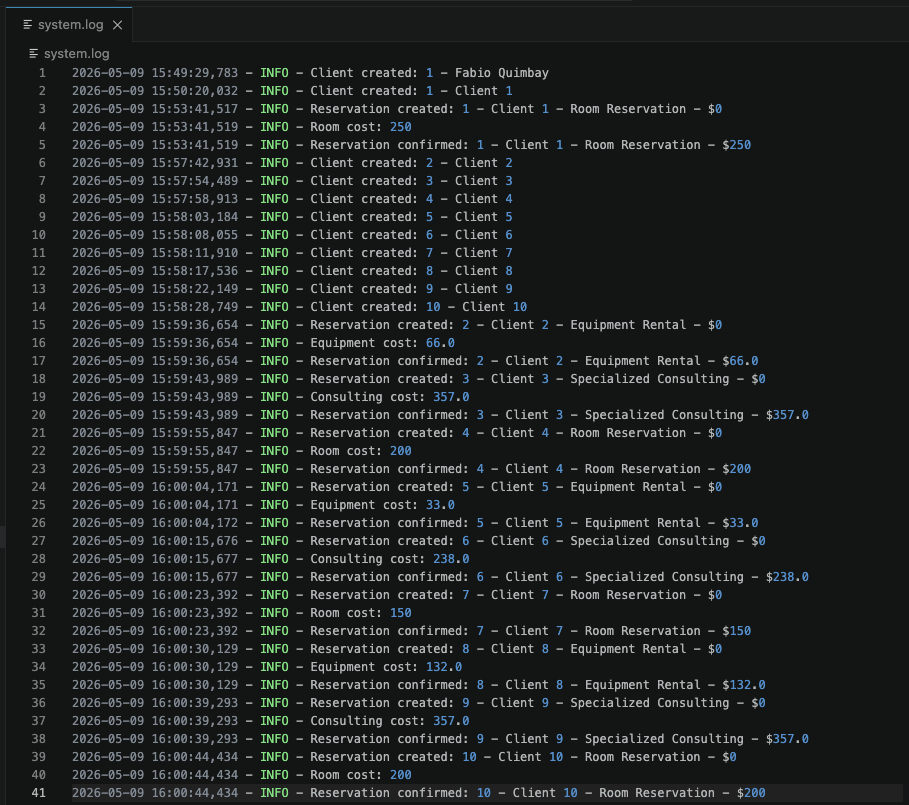 system.log
system.log
1 2026-05-09 15:49:29,783 - INFO - Client created: 1 - Fabio Quimbay
2 2026-05-09 15:50:20,032 - INFO - Client created: 1 - Client 1
3 2026-05-09 15:53:41,517 - INFO - Reservation created: 1 - Client 1 - Room Reservation - $0
4 2026-05-09 15:53:41,519 - INFO - Room cost: 250
5 2026-05-09 15:53:41,519 - INFO - Reservation confirmed: 1 - Client 1 - Room Reservation - $250
6 2026-05-09 15:57:42,931 - INFO - Client created: 2 - Client 2
7 2026-05-09 15:57:54,489 - INFO - Client created: 3 - Client 3
8 2026-05-09 15:57:58,913 - INFO - Client created: 4 - Client 4
9 2026-05-09 15:58:03,184 - INFO - Client created: 5 - Client 5
10 2026-05-09 15:58:08,055 - INFO - Client created: 6 - Client 6
11 2026-05-09 15:58:11,910 - INFO - Client created: 7 - Client 7
12 2026-05-09 15:58:17,536 - INFO - Client created: 8 - Client 8
13 2026-05-09 15:58:22,149 - INFO - Client created: 9 - Client 9
14 2026-05-09 15:58:28,749 - INFO - Client created: 10 - Client 10
15 2026-05-09 15:59:36,654 - INFO - Reservation created: 2 - Client 2 - Equipment Rental - $0
16 2026-05-09 15:59:36,654 - INFO - Equipment cost: 66.0
17 2026-05-09 15:59:36,654 - INFO - Reservation confirmed: 2 - Client 2 - Equipment Rental - $66.0
18 2026-05-09 15:59:43,989 - INFO - Reservation created: 3 - Client 3 - Specialized Consulting - $0
19 2026-05-09 15:59:43,989 - INFO - Consulting cost: 357.0
20 2026-05-09 15:59:43,989 - INFO - Reservation confirmed: 3 - Client 3 - Specialized Consulting - $357.0
21 2026-05-09 15:59:55,847 - INFO - Reservation created: 4 - Client 4 - Room Reservation - $0
22 2026-05-09 15:59:55,847 - INFO - Room cost: 200
23 2026-05-09 15:59:55,847 - INFO - Reservation confirmed: 4 - Client 4 - Room Reservation - $200
24 2026-05-09 16:00:04,171 - INFO - Reservation created: 5 - Client 5 - Equipment Rental - $0
25 2026-05-09 16:00:04,171 - INFO - Equipment cost: 33.0
26 2026-05-09 16:00:04,172 - INFO - Reservation confirmed: 5 - Client 5 - Equipment Rental - $33.0
27 2026-05-09 16:00:15,676 - INFO - Reservation created: 6 - Client 6 - Specialized Consulting - $0
28 2026-05-09 16:00:15,677 - INFO - Consulting cost: 238.0
29 2026-05-09 16:00:15,677 - INFO - Reservation confirmed: 6 - Client 6 - Specialized Consulting - $238.0
30 2026-05-09 16:00:23,392 - INFO - Reservation created: 7 - Client 7 - Room Reservation - $0
31 2026-05-09 16:00:23,392 - INFO - Room cost: 150
32 2026-05-09 16:00:23,392 - INFO - Reservation confirmed: 7 - Client 7 - Room Reservation - $150
33 2026-05-09 16:00:30,129 - INFO - Reservation created: 8 - Client 8 - Equipment Rental - $0
34 2026-05-09 16:00:30,129 - INFO - Equipment cost: 132.0
35 2026-05-09 16:00:30,129 - INFO - Reservation confirmed: 8 - Client 8 - Equipment Rental - $132.0
36 2026-05-09 16:00:39,293 - INFO - Reservation created: 9 - Client 9 - Specialized Consulting - $0
37 2026-05-09 16:00:39,293 - INFO - Consulting cost: 357.0
38 2026-05-09 16:00:39,293 - INFO - Reservation confirmed: 9 - Client 9 - Specialized Consulting - $357.0
39 2026-05-09 16:00:44,434 - INFO - Reservation created: 10 - Client 10 - Room Reservation - $0
40 2026-05-09 16:00:44,434 - INFO - Room cost: 200
41 2026-05-09 16:00:44,434 - INFO - Reservation confirmed: 10 - Client 10 - Room Reservation - $200